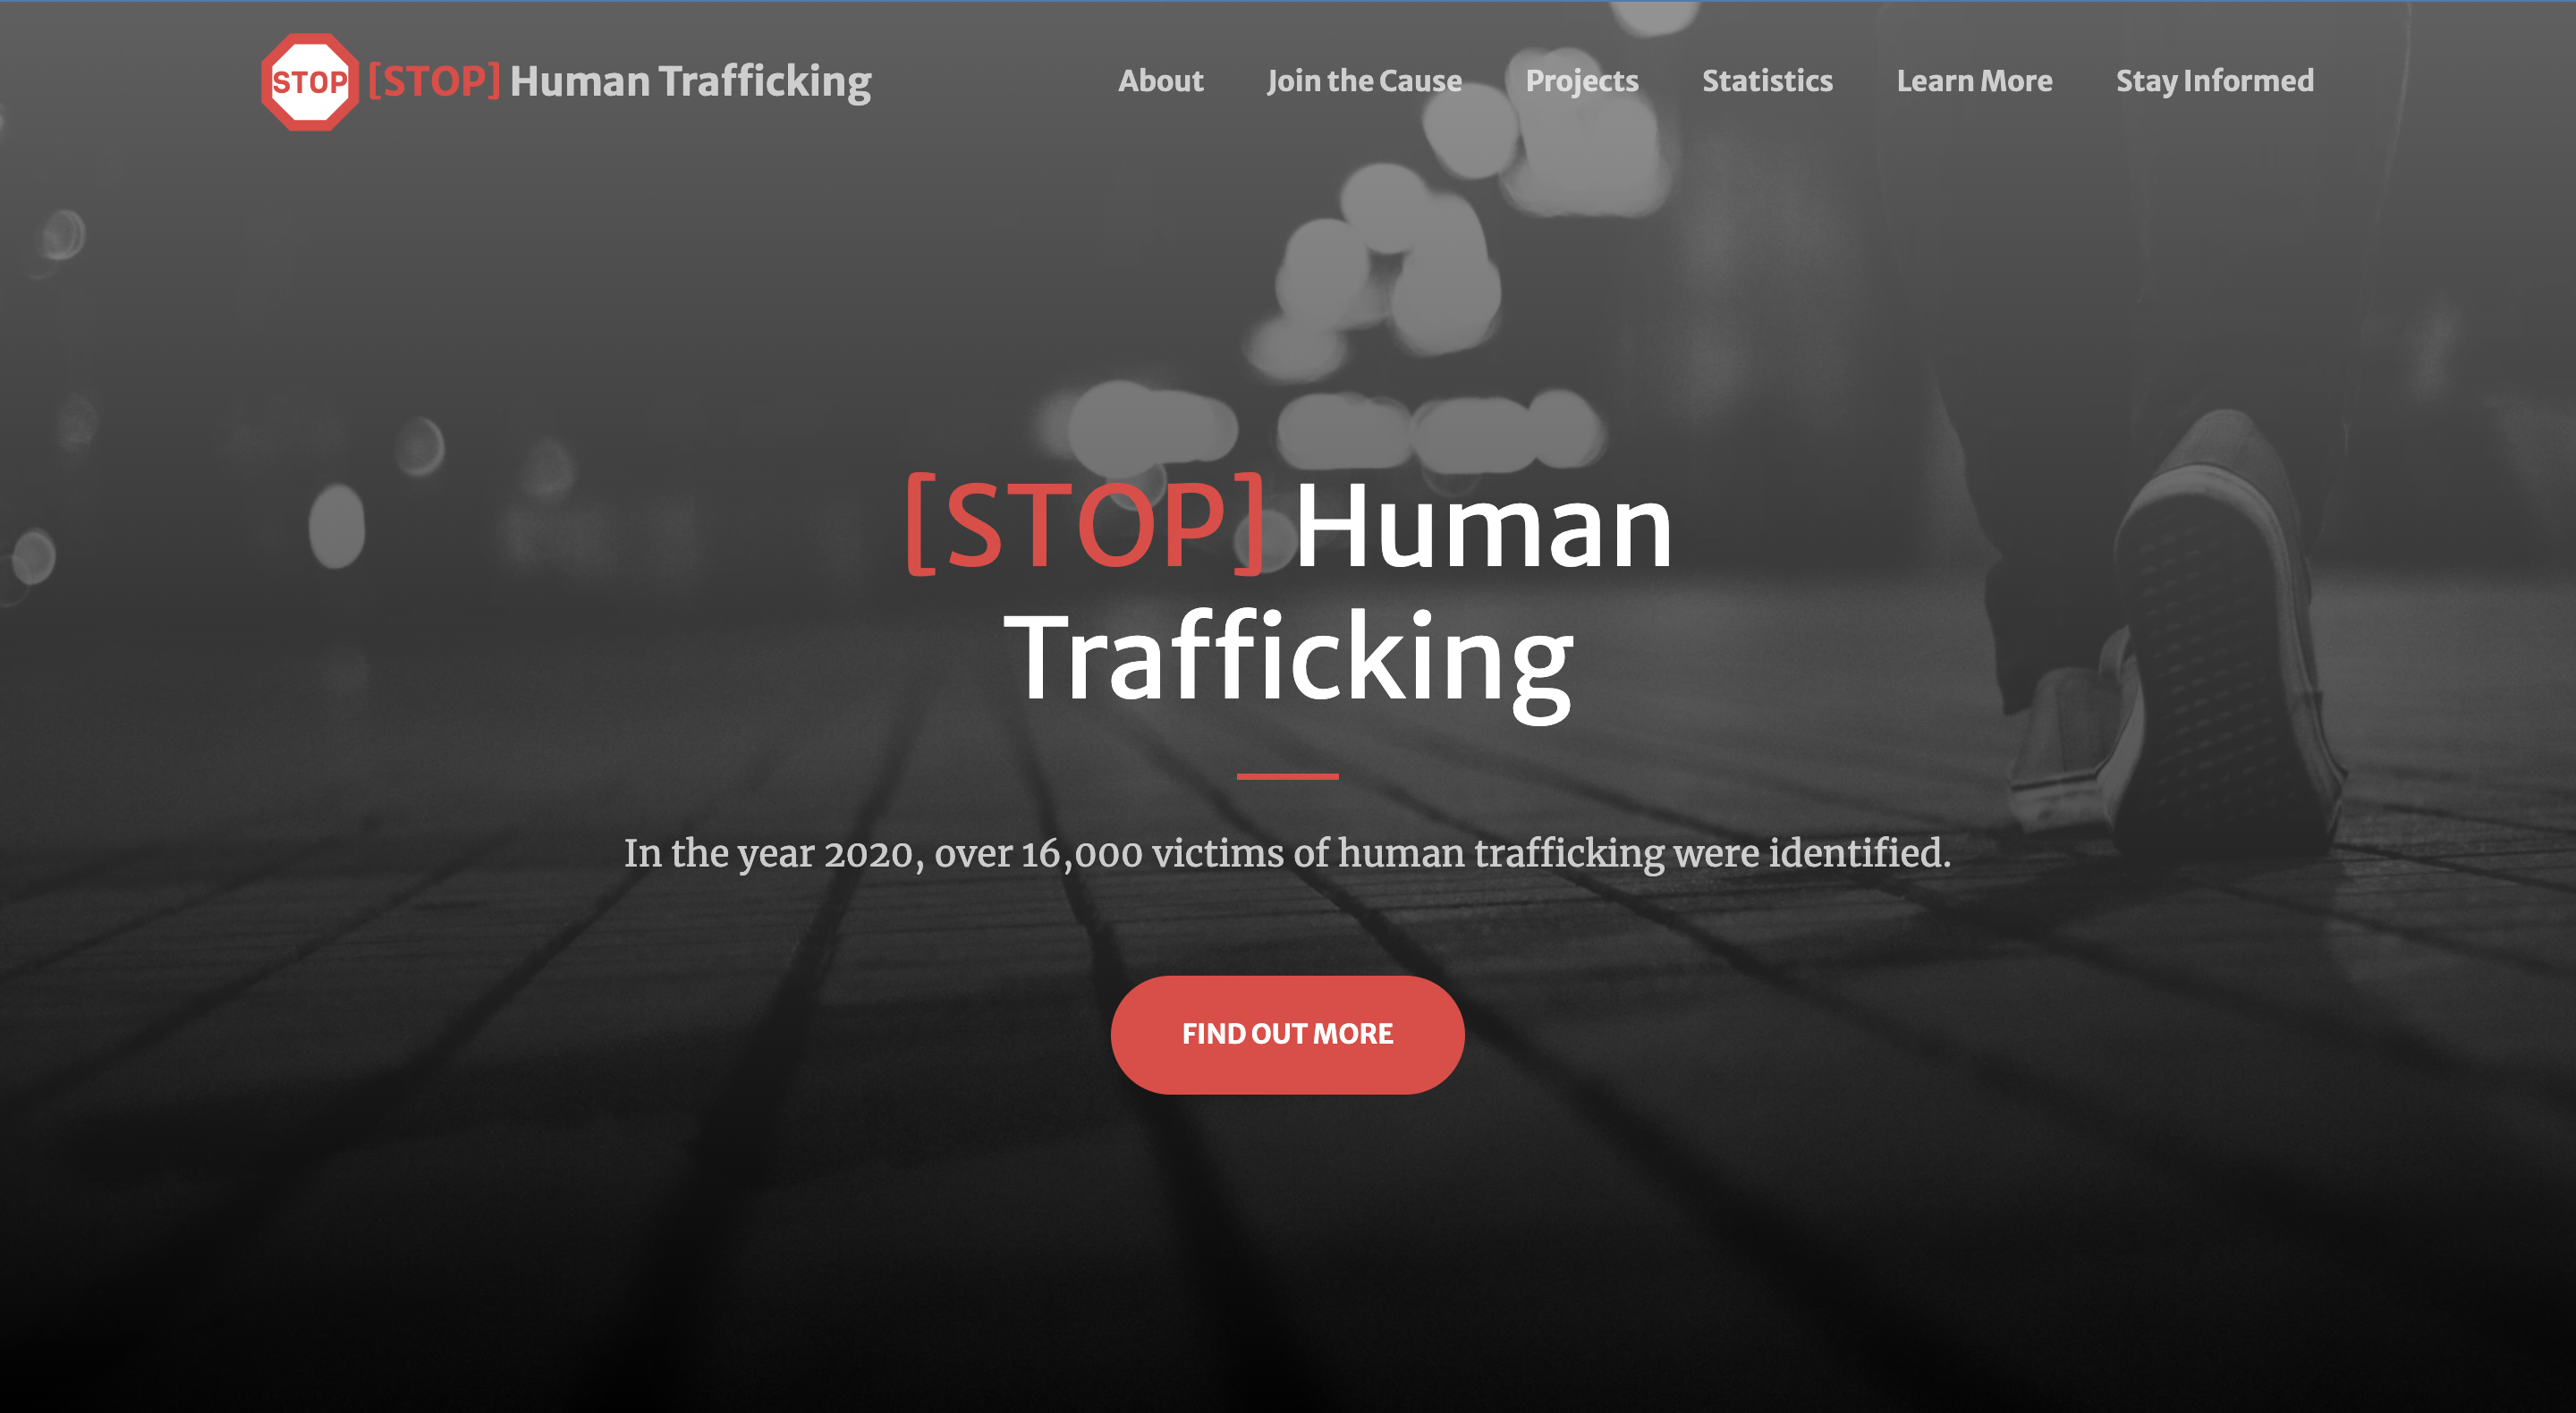 STOP [STOP] Human Trafficking
About Join the Cause Projects Statistics Learn More Stay Informed
[STOP] Human
Trafficking
In the year 2020, over 16,000 victims of human trafficking were identified.
FIND OUT MORE